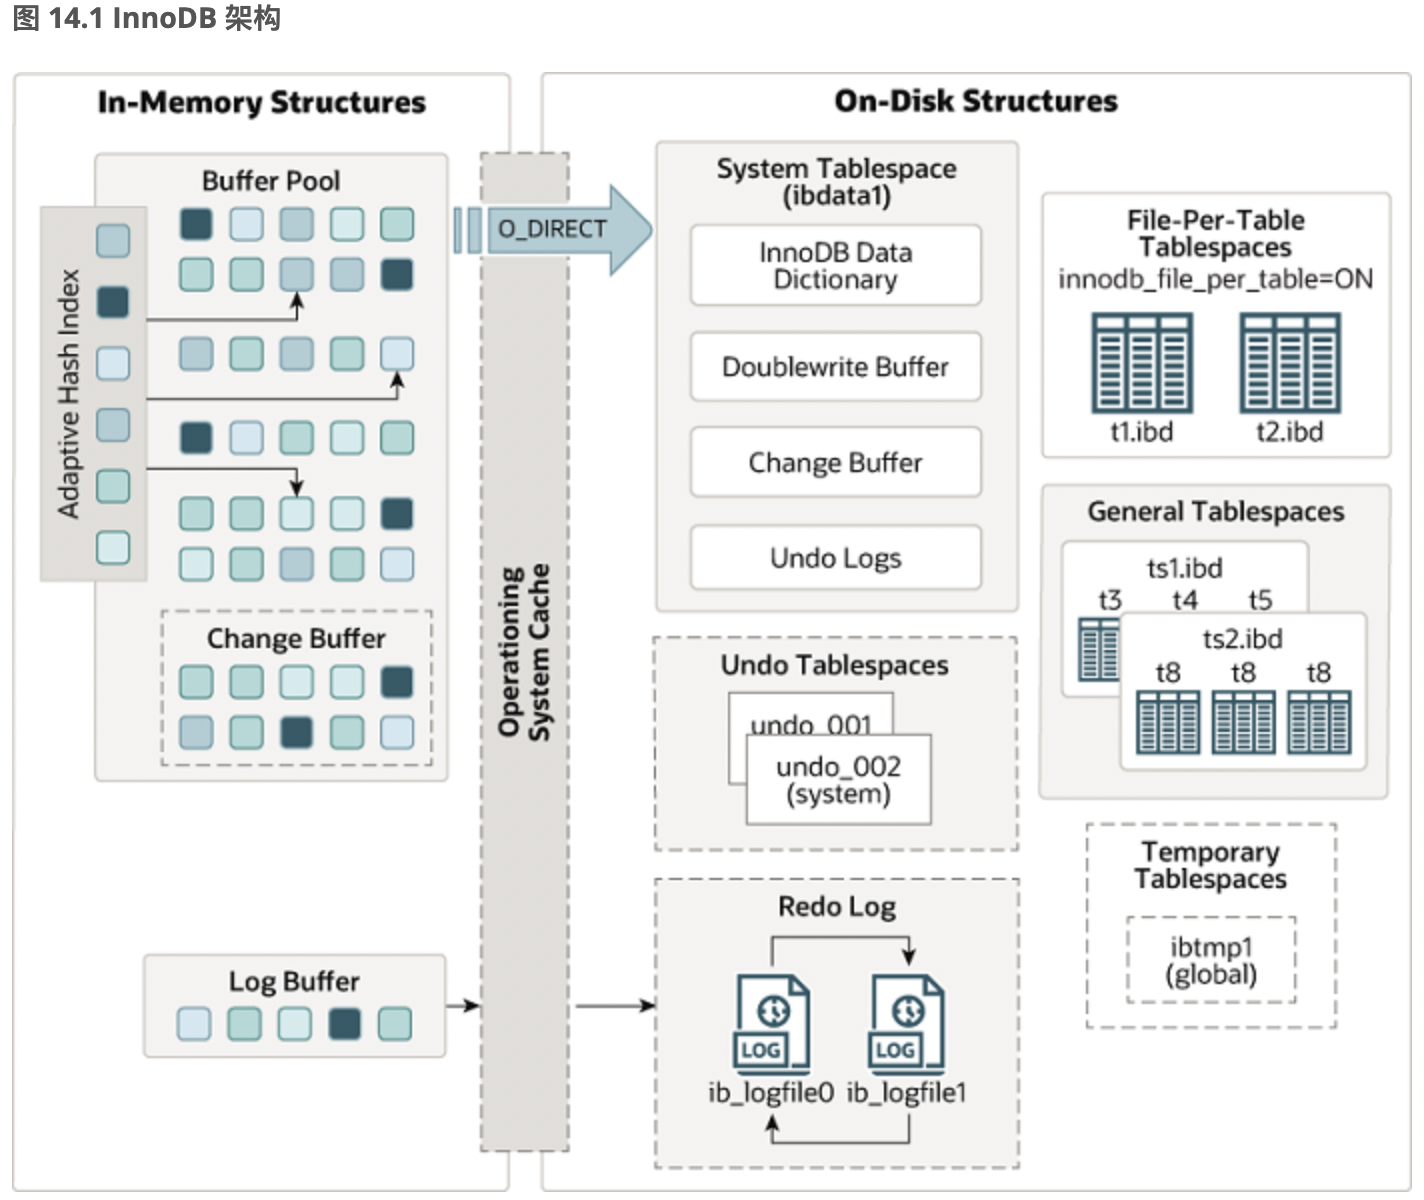 图 14.1 InnoDB 架构
In-Memory Structures
Buffer Pool
Adaptive Hash Index
Change Buffer
Log Buffer
Operationing
System Cache
O_DIRECT
On-Disk Structures
System Tablespace
(ibdata1)
InnoDB Data
Dictionary
Doublewrite Buffer
Change Buffer
Undo Logs
Undo Tablespaces
undo_001
undo_002
(system)
Redo Log
LOG
LOG
ib_logfile0
ib_logfile1
File-Per-Table
Tablespaces
innodb_file_per_table=ON
t1.ibd
t2.ibd
General Tablespaces
ts1.ibd
t3 t4 t5
ts2.ibd
t8 t8 t8
Temporary
Tablespaces
ibtmp1
(global)